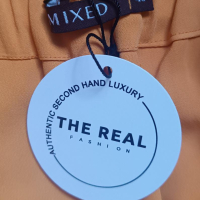 MIXED
AUTHENTIC SECOND HAND LUXURY
THE REAL
FASHION